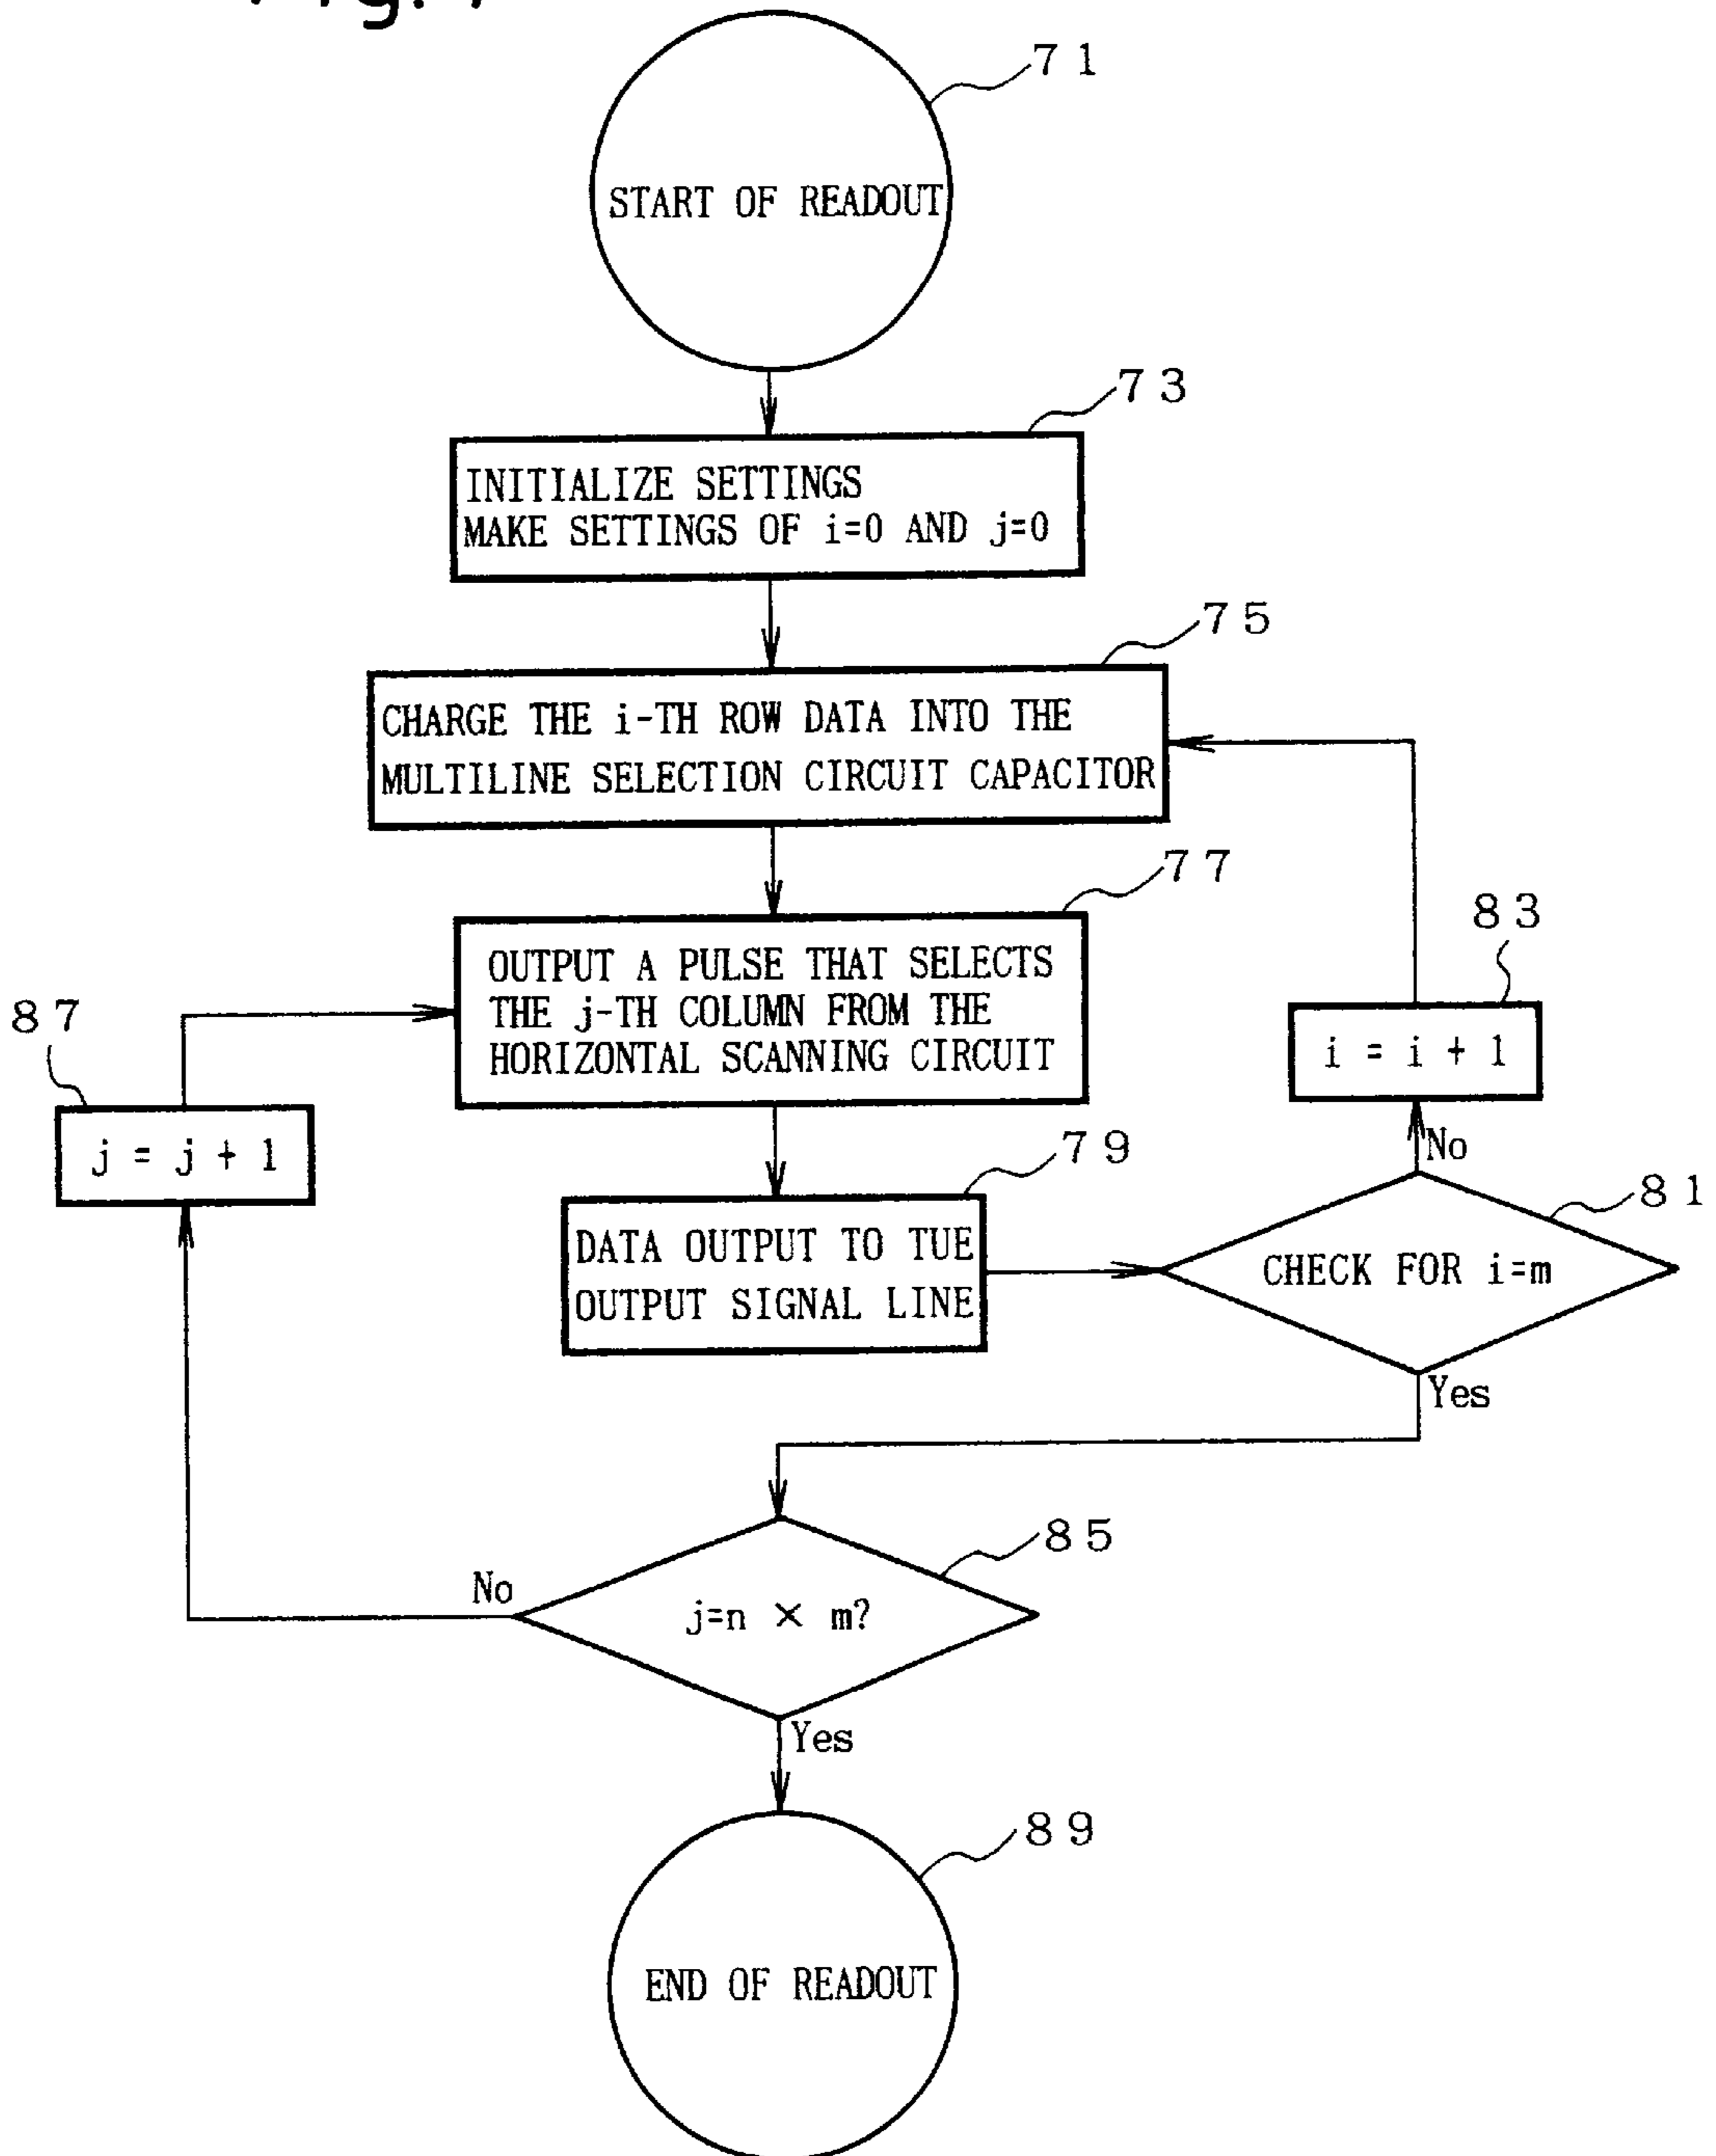 71
START OF READOUT
73
INITIALIZE SETTINGS
MAKE SETTINGS OF i=0 AND j=0
75
CHARGE THE i-TH ROW DATA INTO THE
MULTILINE SELECTION CIRCUIT CAPACITOR
77
OUTPUT A PULSE THAT SELECTS
THE j-TH COLUMN FROM THE
HORIZONTAL SCANNING CIRCUIT
83
i = i + 1
87
j = j + 1
No
79
DATA OUTPUT TO TUE
OUTPUT SIGNAL LINE
81
CHECK FOR i=m
Yes
85
No
j=n × m?
Yes
89
END OF READOUT